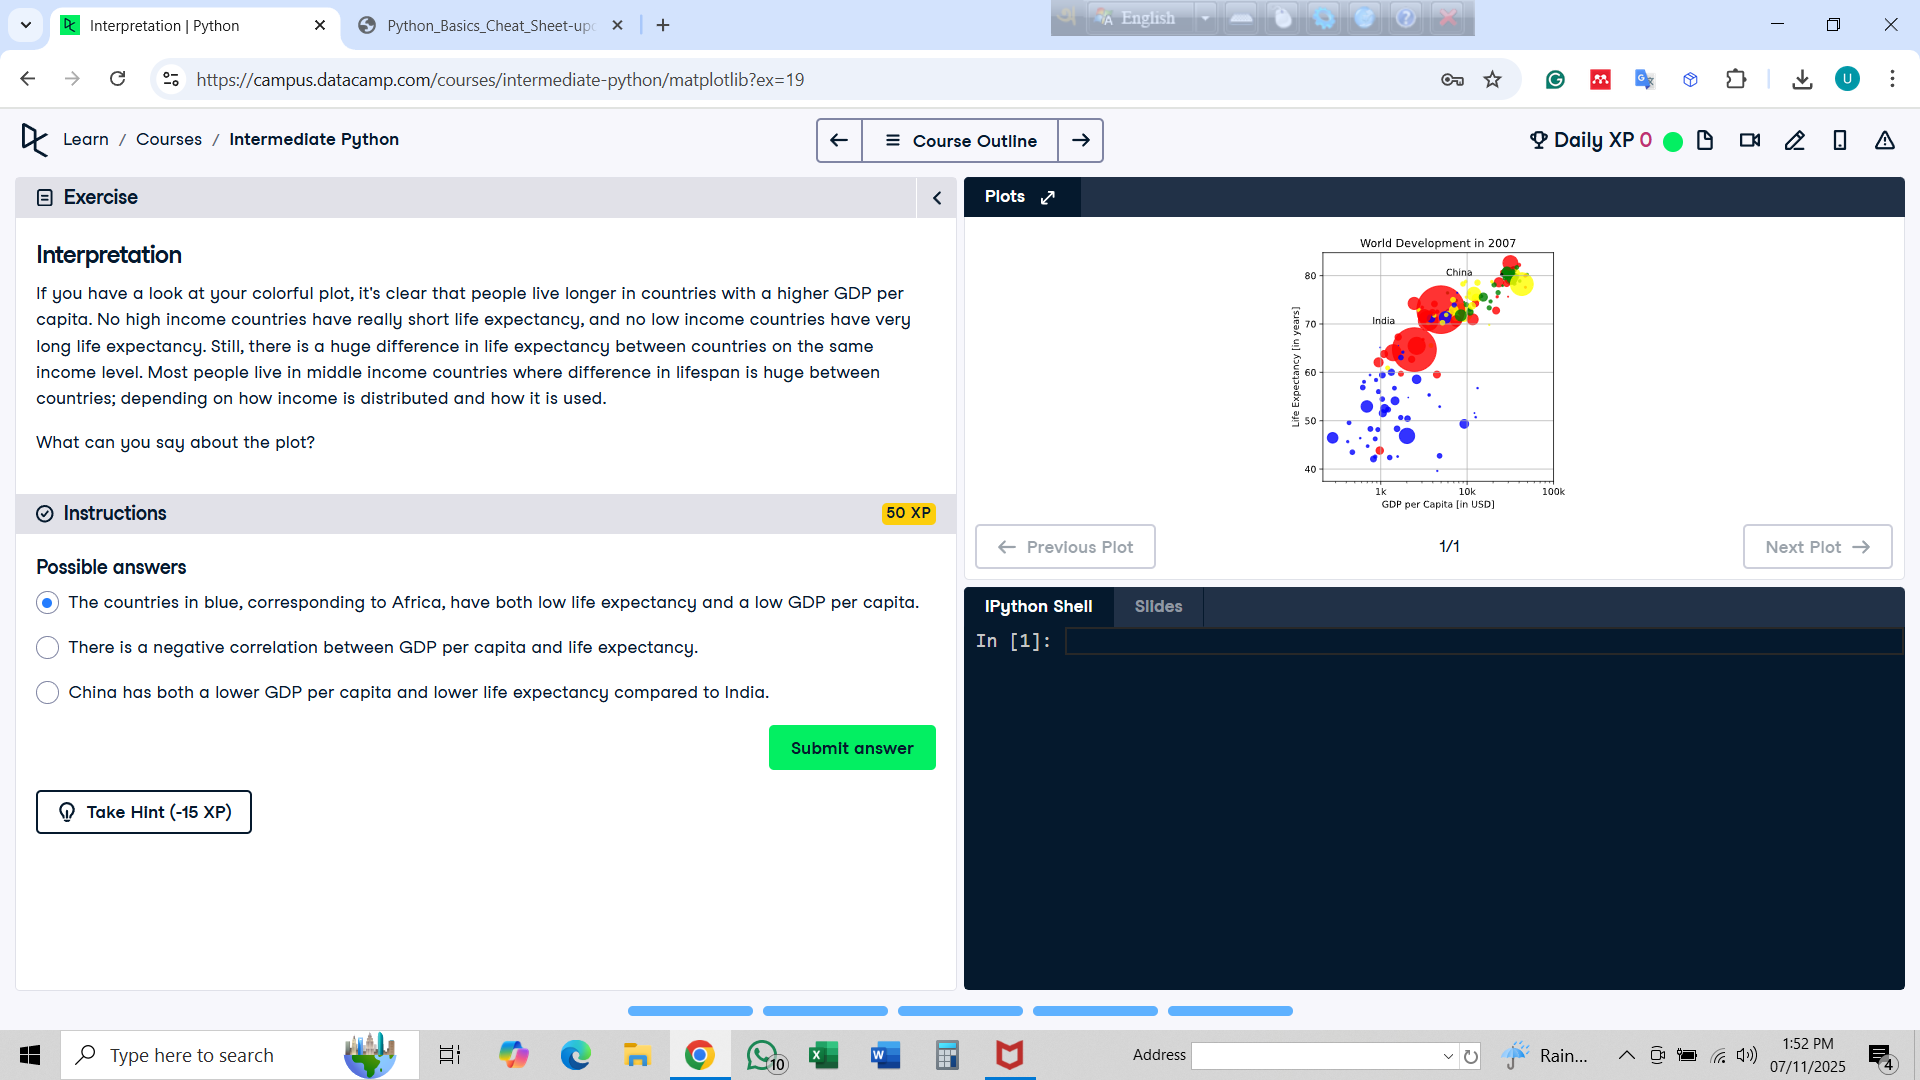 Interpretation | Python
Python_Basics_Cheat_Sheet-upd
English
https://campus.datacamp.com/courses/intermediate-python/matplotlib?ex=19
U
Learn / Courses / Intermediate Python
Course Outline
Daily XP 0
Exercise
Interpretation
If you have a look at your colorful plot, it's clear that people live longer in countries with a higher GDP per
capita. No high income countries have really short life expectancy, and no low income countries have very
long life expectancy. Still, there is a huge difference in life expectancy between countries on the same
income level. Most people live in middle income countries where difference in lifespan is huge between
countries; depending on how income is distributed and how it is used.
What can you say about the plot?
Instructions
50 XP
Possible answers
The countries in blue, corresponding to Africa, have both low life expectancy and a low GDP per capita.
There is a negative correlation between GDP per capita and life expectancy.
China has both a lower GDP per capita and lower life expectancy compared to India.
Submit answer
Take Hint (-15 XP)
Plots
World Development in 2007
China
India
80
70
60
50
40
Life Expectancy [in years]
1k 10k 100k
GDP per Capita [in USD]
Previous Plot
1/1
Next Plot
IPython Shell
Slides
In [1]:
Type here to search
10
Address
Rain...
1:52 PM
07/11/2025
4